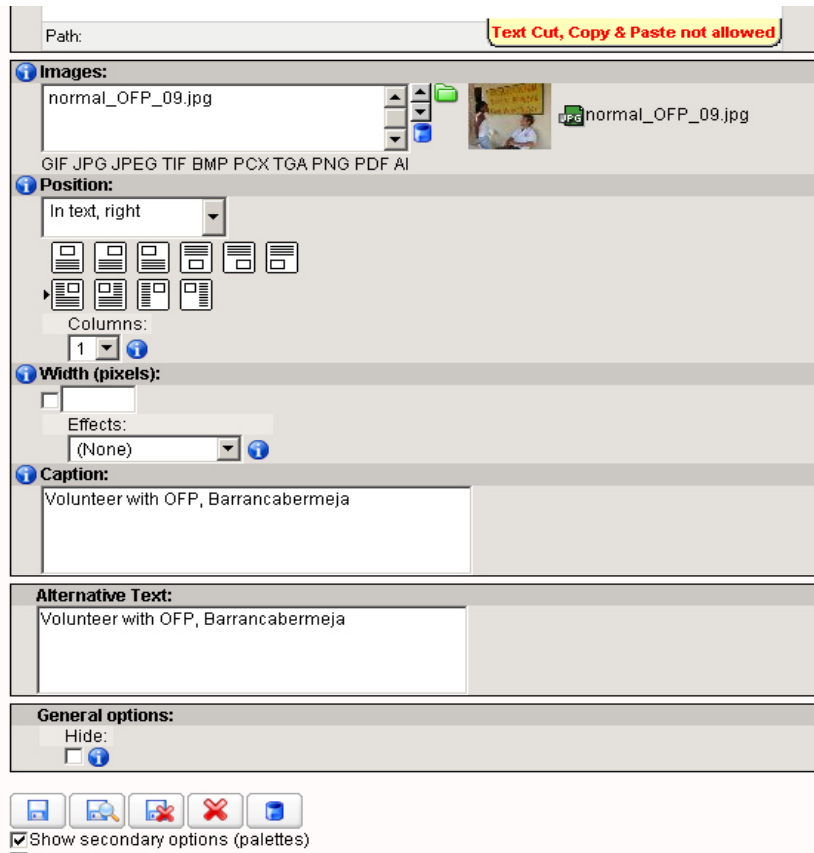 Path:
Text Cut, Copy & Paste not allowed
Images:
normal_OFP_09.jpg
JPG normal_OFP_09.jpg
GIF JPG JPEG TIF BMP PCX TGA PNG PDF AI
Position:
In text, right
Columns:
1
Width (pixels):
Effects:
(None)
Caption:
Volunteer with OFP, Barrancabermeja
Alternative Text:
Volunteer with OFP, Barrancabermeja
General options:
Hide:
Show secondary options (palettes)